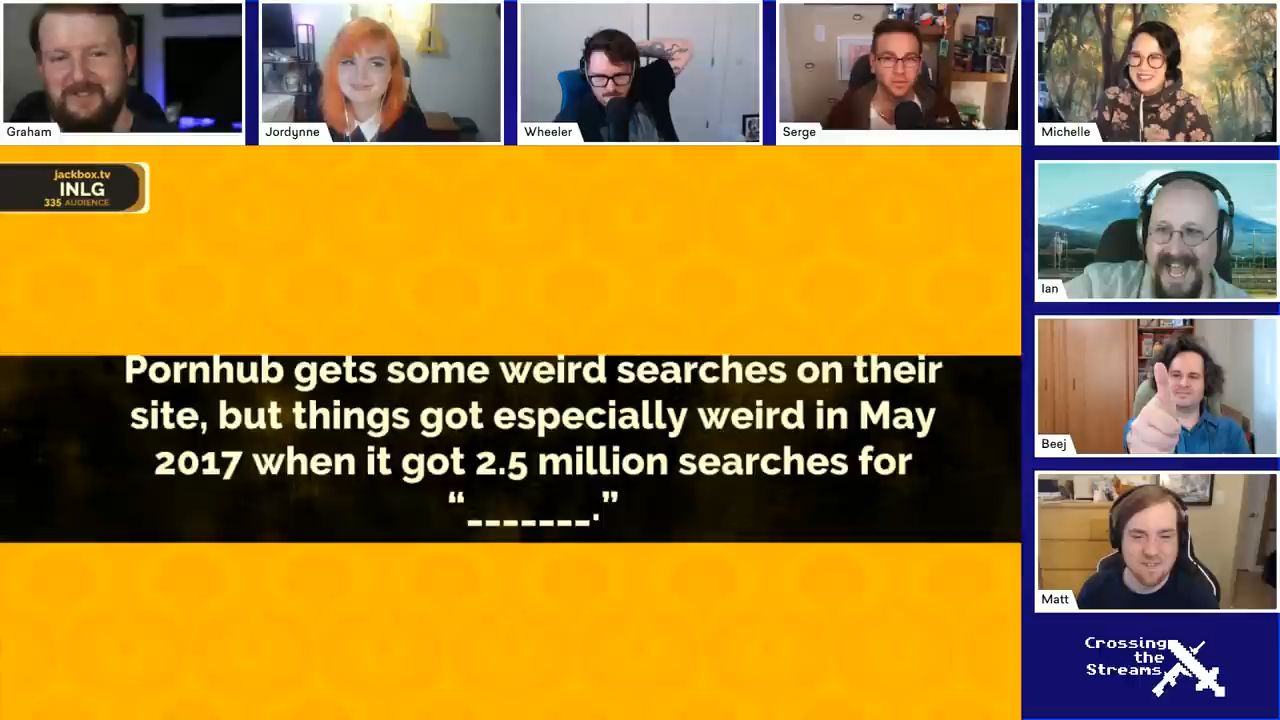 Graham
Jordynne
Wheeler
Serge
Michelle
jackbox.tv
INLG
335 AUDIENCE
Ian
Pornhub gets some weird searches on their
site, but things got especially weird in May
2017 when it got 2.5 million searches for
“_______.”
Beej
Matt
Crossing
the
Streams